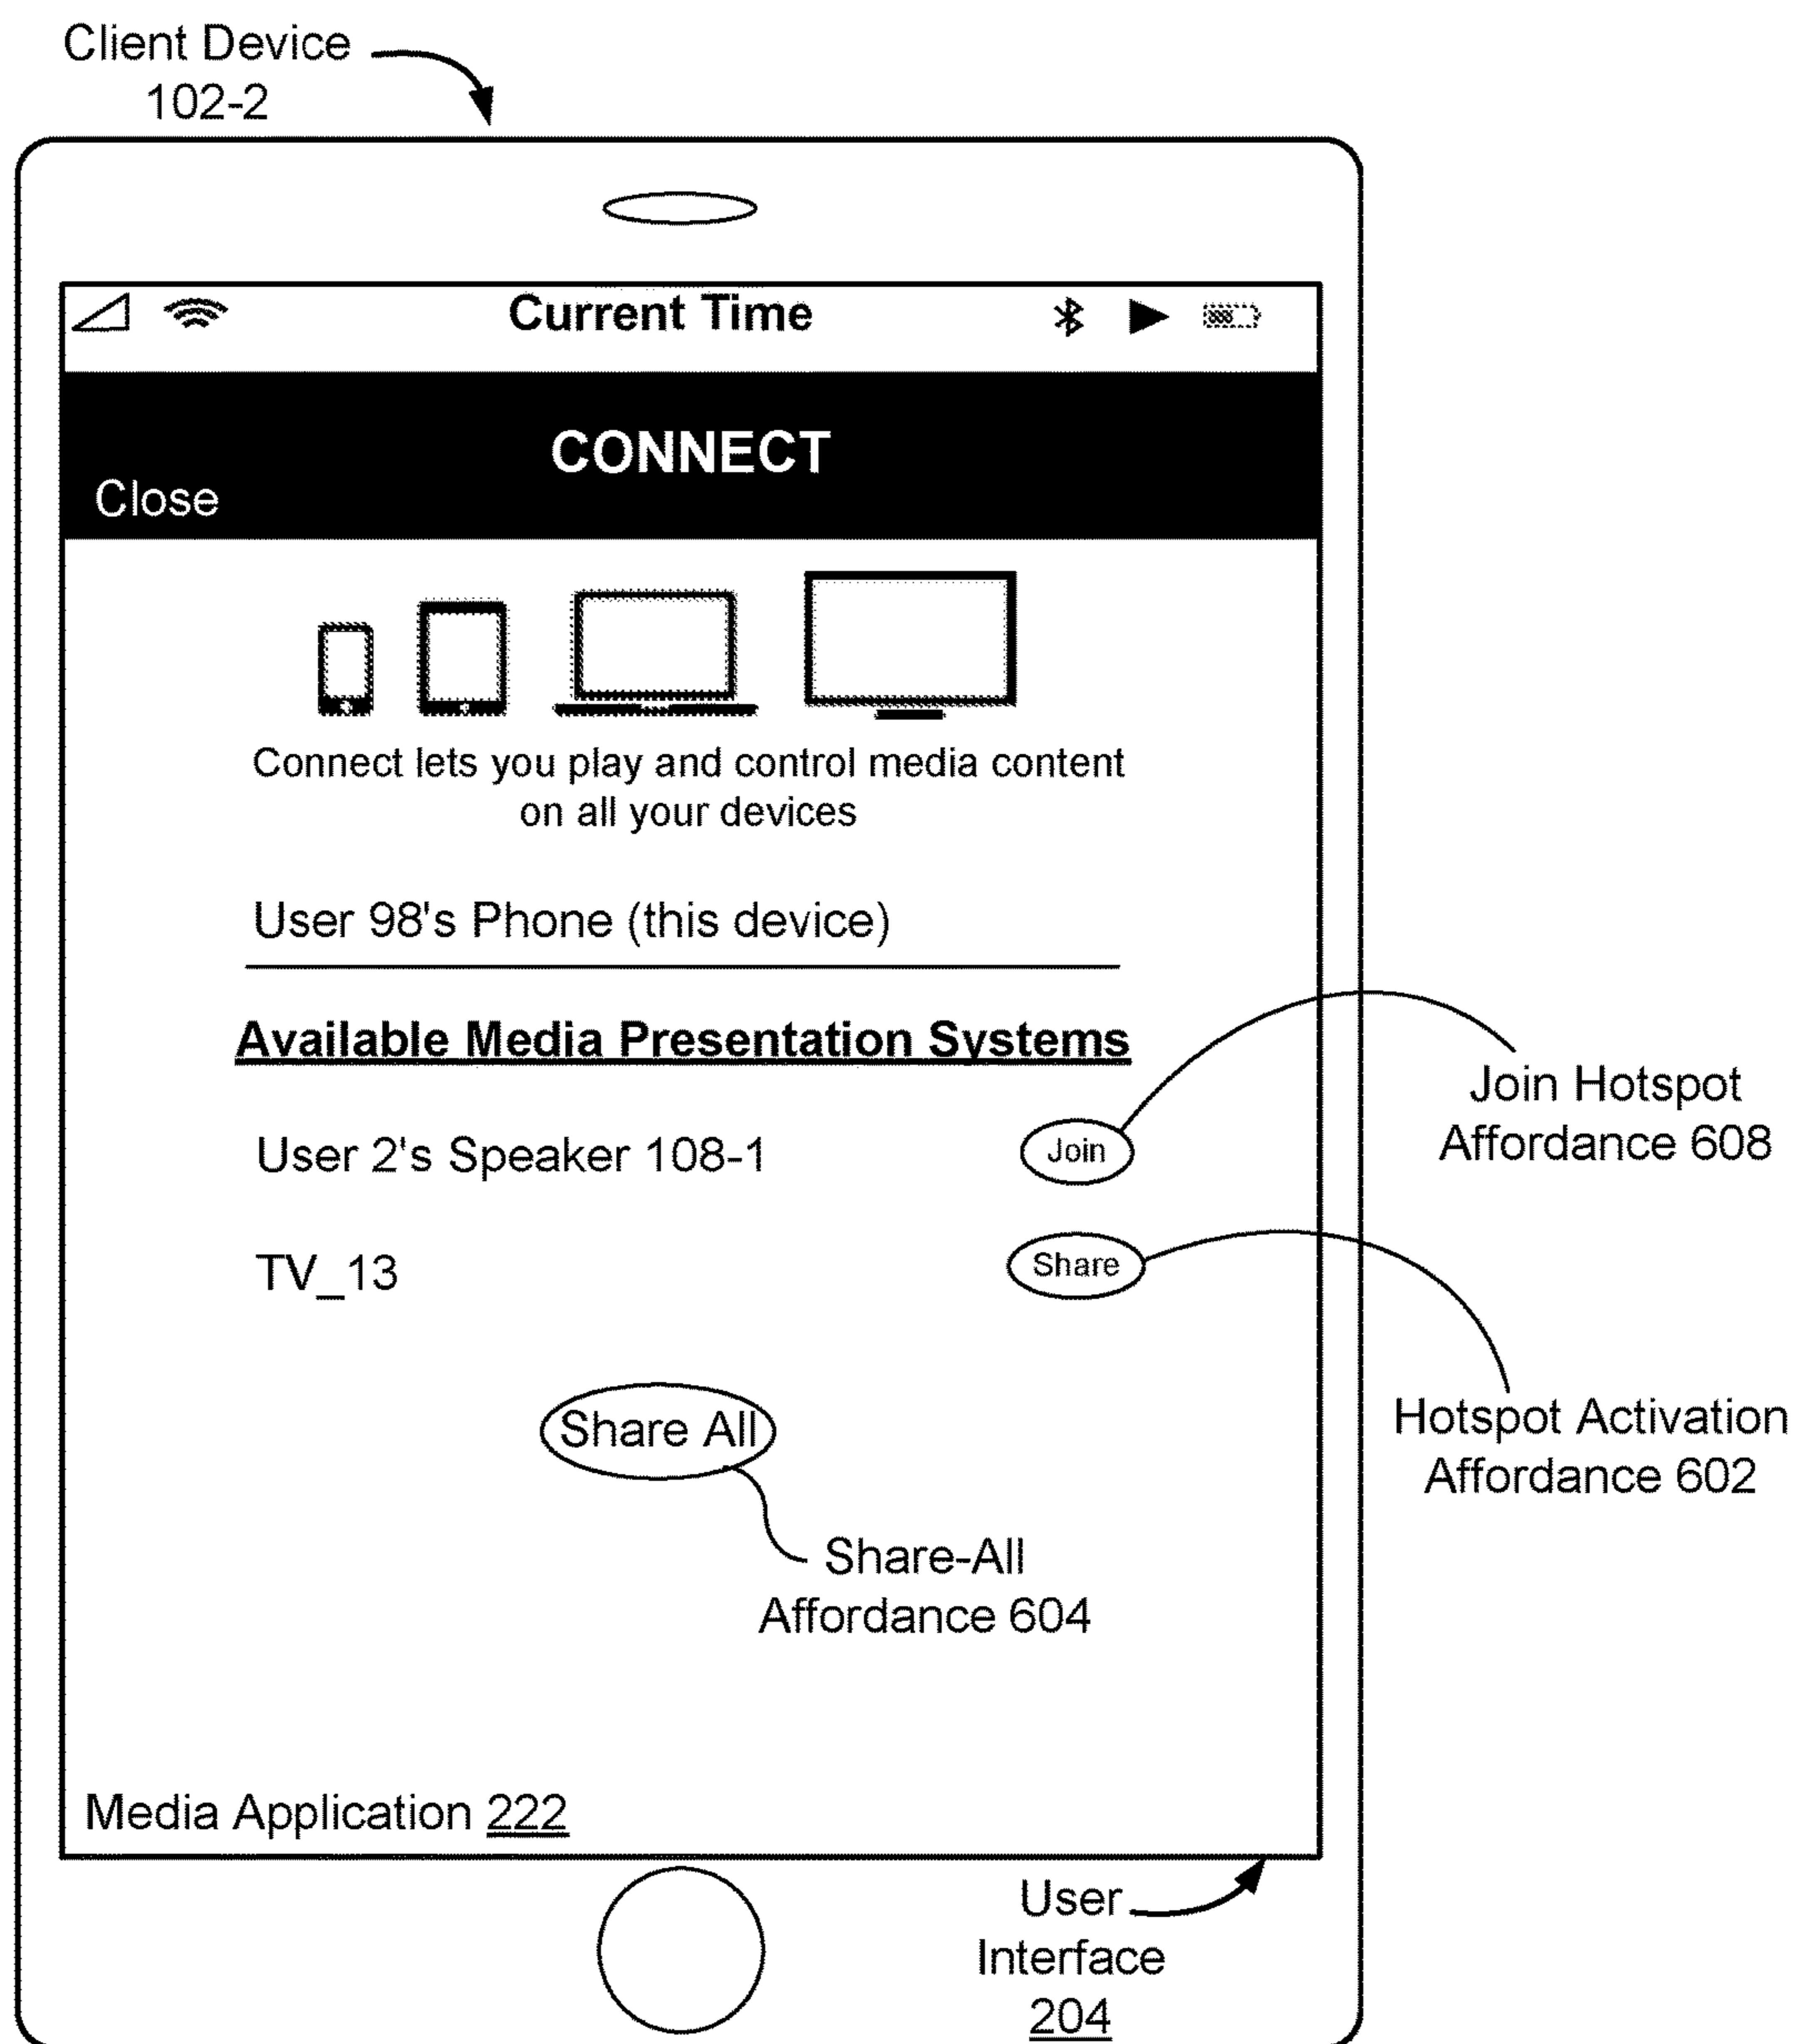 Client Device
102-2
Current Time
CONNECT
Close
Connect lets you play and control media content
on all your devices
User 98's Phone (this device)
Available Media Presentation Systems
User 2's Speaker 108-1
Join
Join Hotspot
Affordance 608
TV_13
Share
Hotspot Activation
Affordance 602
Share All
Share-All
Affordance 604
Media Application 222
User
Interface
204